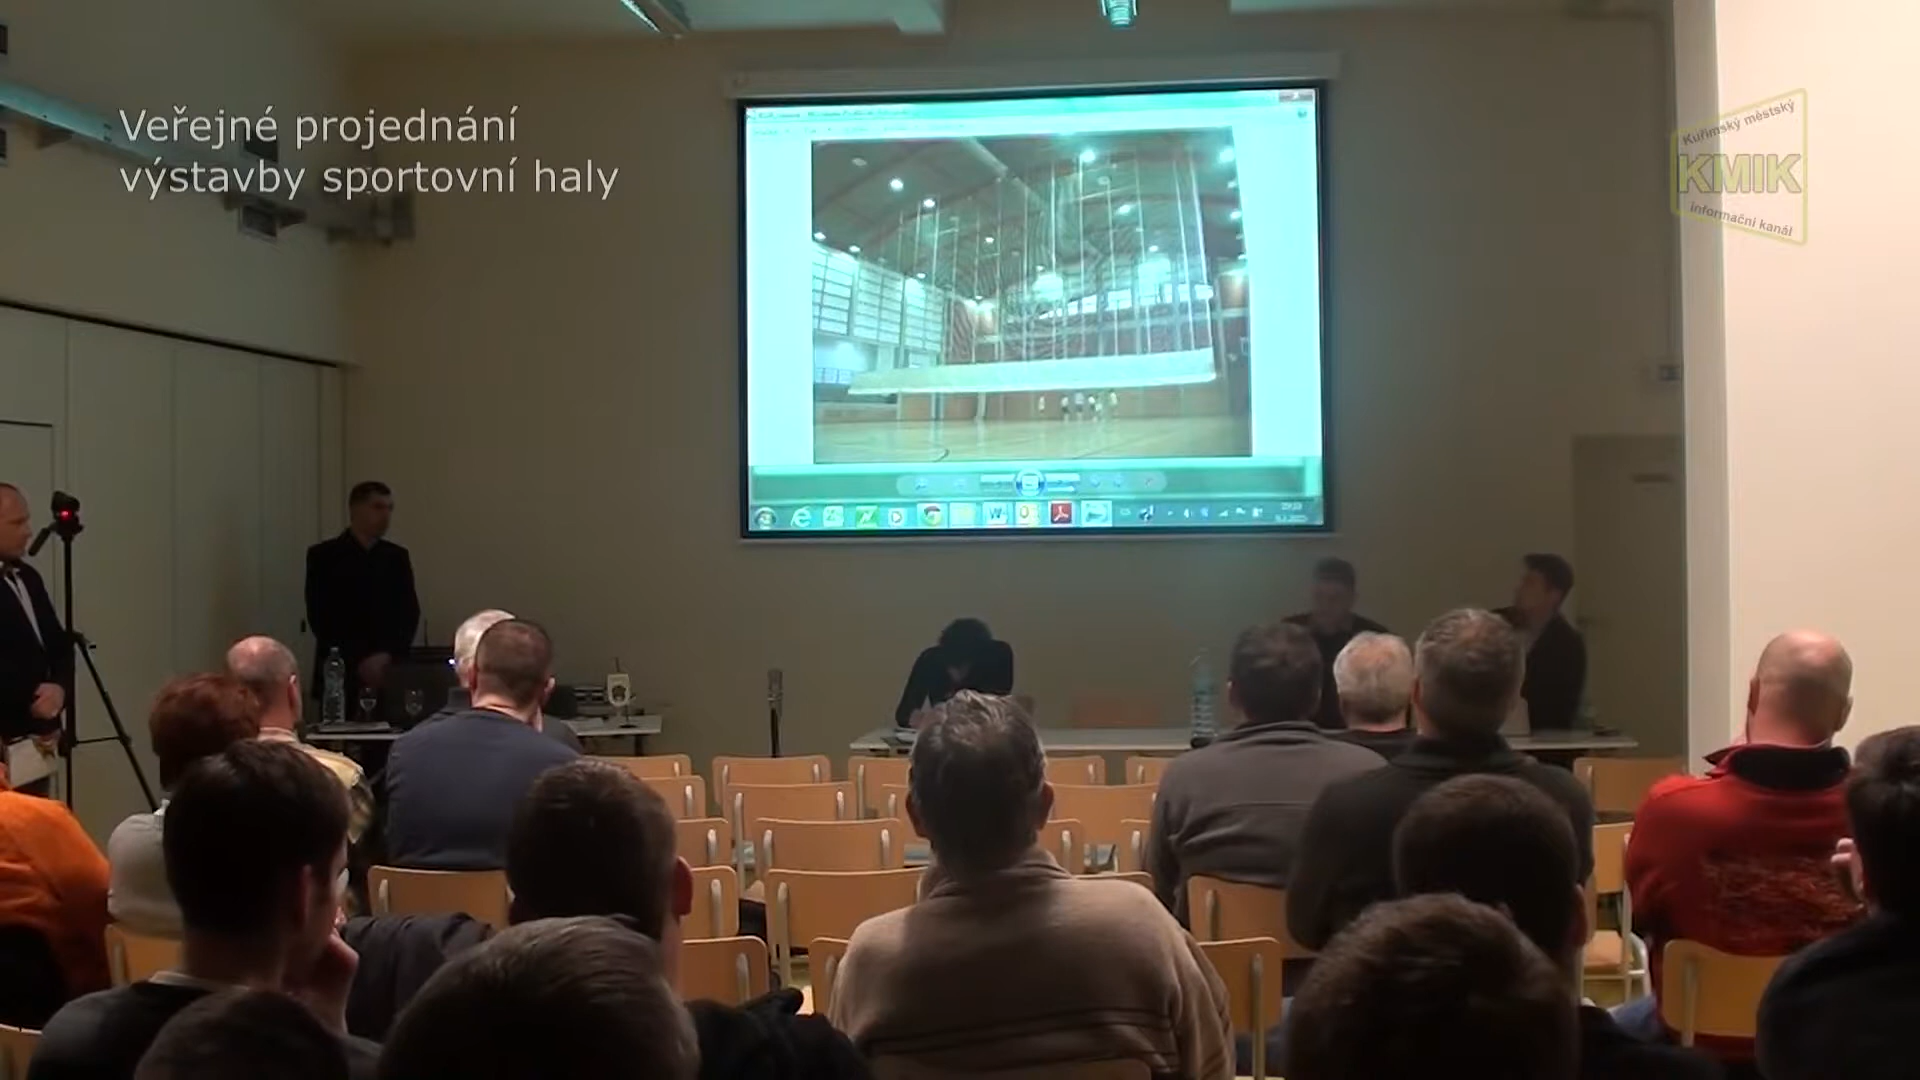 Veřejné projednání
výstavby sportovní haly
Kuřimský městský
KMIK
informační kanál